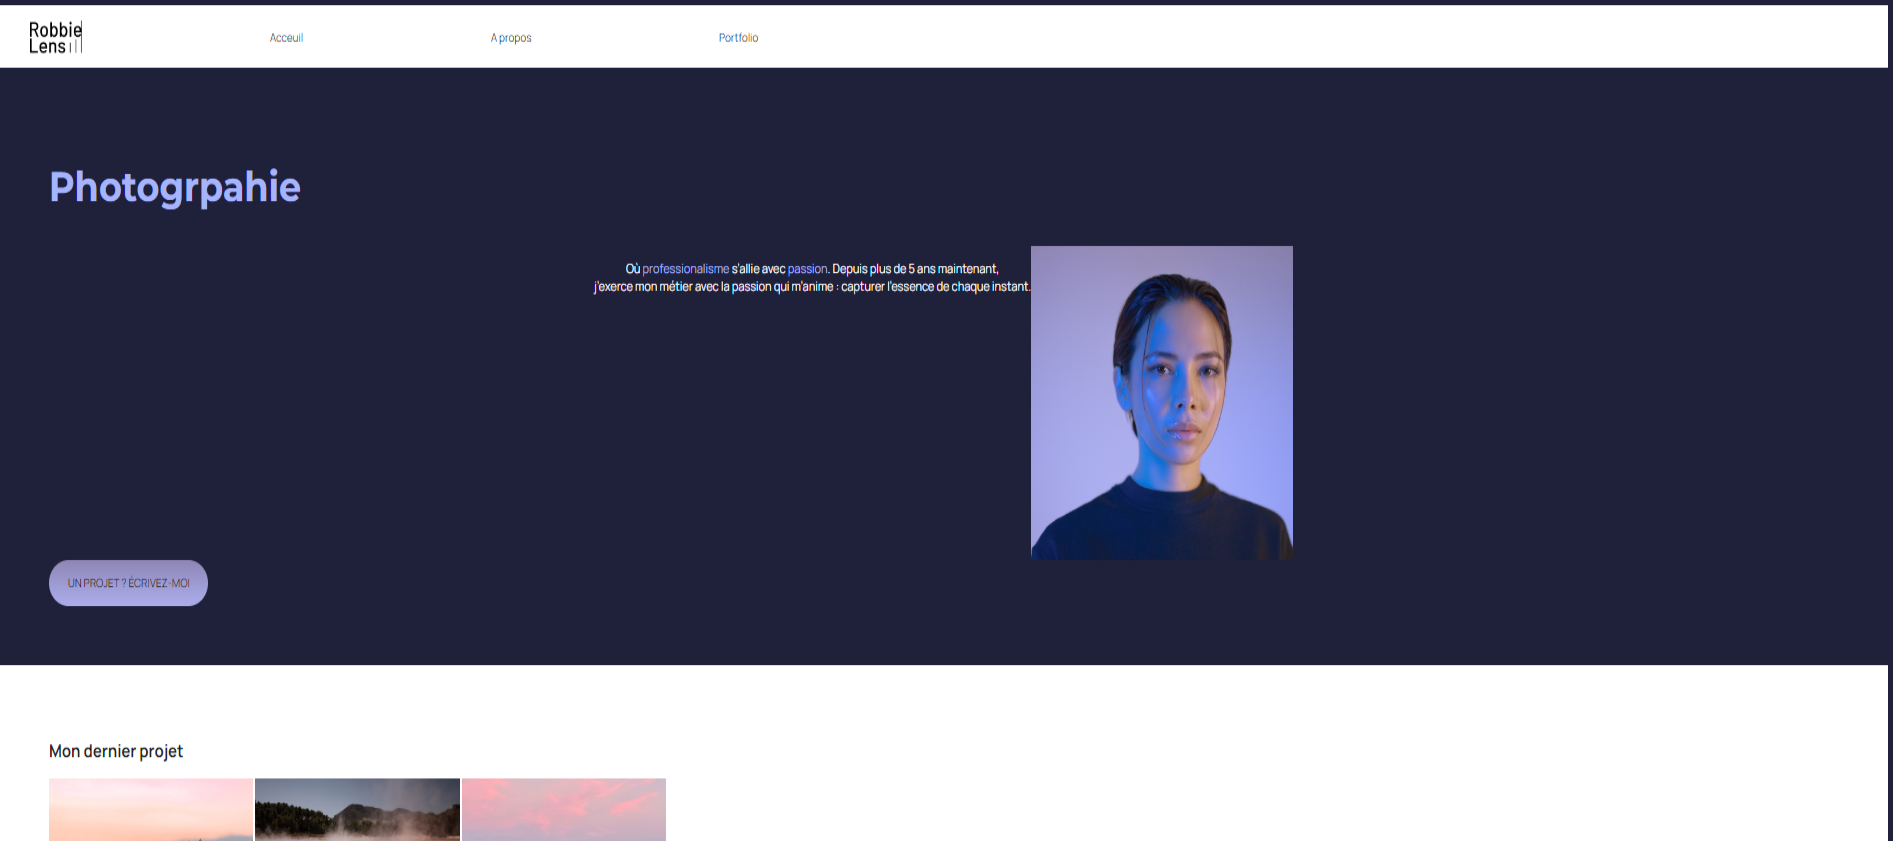 Robbie
Lens
Acceuil
A propos
Portfolio
Photogrpahie
Où professionalisme s'allie avec passion. Depuis plus de 5 ans maintenant,
j'exerce mon métier avec la passion qui m'anime : capturer l'essence de chaque instant.
UN PROJET ? ÉCRIVEZ-MOI
Mon dernier projet